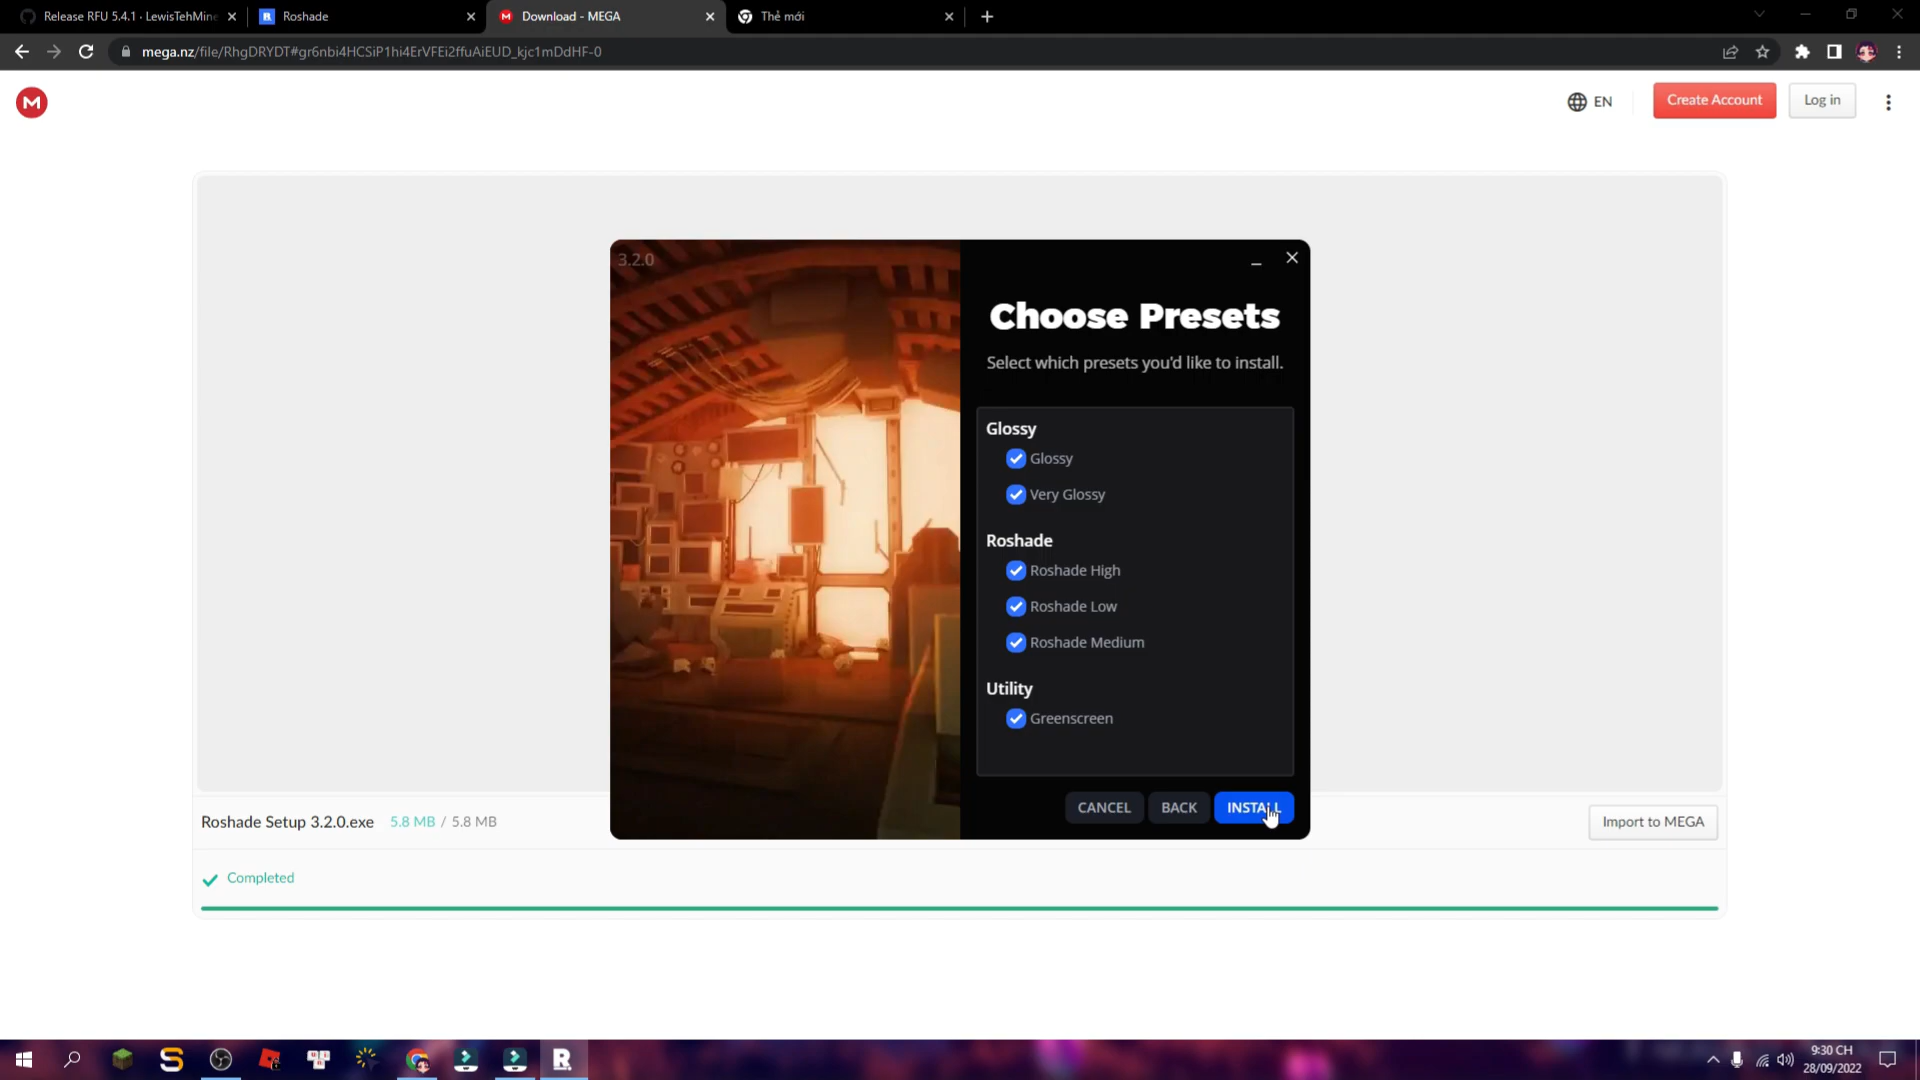 Release RFU 5.4.1 · LewisTehMine
Roshade
Download - MEGA
Thẻ mới
mega.nz/file/RhgDRYDT#gr6nbi4HCSiP1hi4ErVFEi2ffuAiEUD_kjc1mDdHF-0
EN
Create Account
Log in
3.2.0
Choose Presets
Select which presets you'd like to install.
Glossy
Glossy
Very Glossy
Roshade
Roshade High
Roshade Low
Roshade Medium
Utility
Greenscreen
CANCEL
BACK
INSTALL
Roshade Setup 3.2.0.exe 5.8 MB / 5.8 MB
Import to MEGA
Completed
9:30 CH
28/09/2022